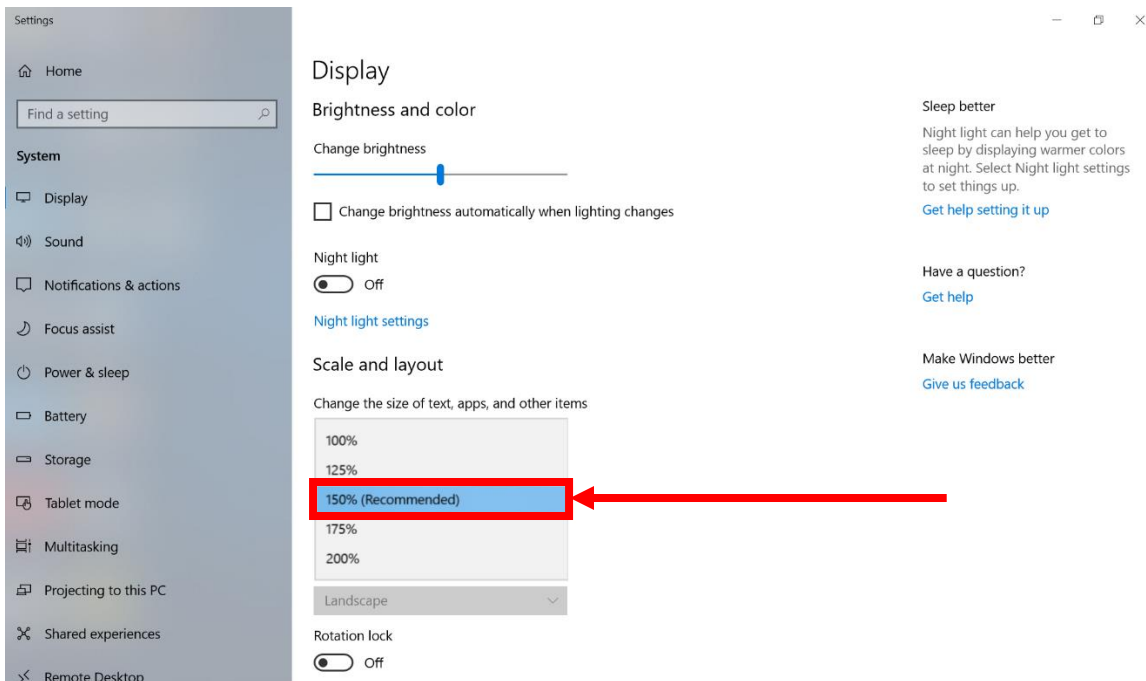 Settings
Home
Find a setting
System
Display
Sound
Notifications & actions
Focus assist
Power & sleep
Battery
Storage
Tablet mode
Multitasking
Projecting to this PC
Shared experiences
Remote Desktop
Display
Brightness and color
Change brightness
Change brightness automatically when lighting changes
Night light
Off
Night light settings
Scale and layout
Change the size of text, apps, and other items
100%
125%
150% (Recommended)
175%
200%
Landscape
Rotation lock
Off
Sleep better
Night light can help you get to
sleep by displaying warmer colors
at night. Select Night light settings
to set things up.
Get help setting it up
Have a question?
Get help
Make Windows better
Give us feedback